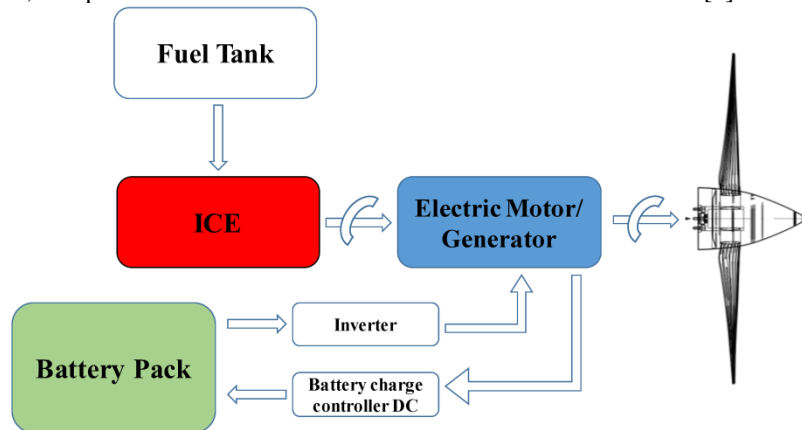 Fuel Tank
ICE
Electric Motor/
Generator
Inverter
Battery Pack
Battery charge
controller DC